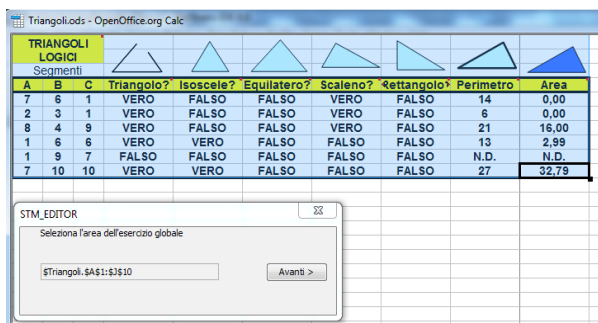 Triangoli.ods - OpenOffice.org Calc
TRIANGOLI
LOGICI
Segmenti
A B C Triangolo? Isoscele? Equilatero? Scaleno? Rettangolo? Perimetro Area
7 6 1 VERO FALSO FALSO VERO FALSO 14 0,00
2 3 1 VERO FALSO FALSO VERO FALSO 6 0,00
8 4 9 VERO FALSO FALSO VERO FALSO 21 16,00
1 6 6 VERO VERO FALSO FALSO FALSO 13 2,99
1 9 7 FALSO FALSO FALSO FALSO FALSO N.D. N.D.
7 10 10 VERO VERO FALSO FALSO FALSO 27 32,79
STM_EDITOR
Seleziona l'area dell'esercizio globale
$Triangoli.$A$1:$J$10
Avanti >